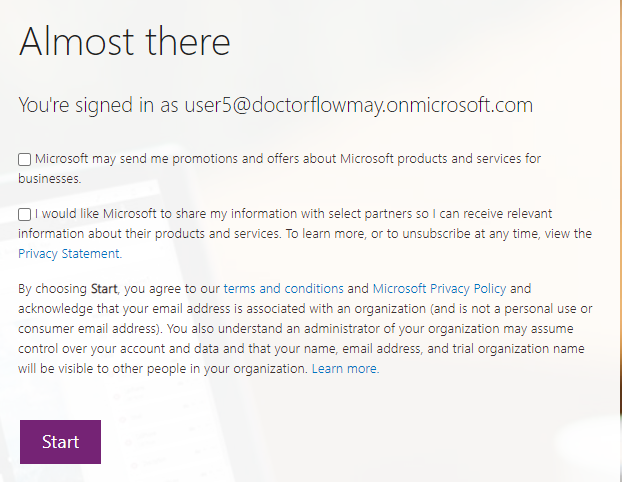 Almost there
You're signed in as user5@doctorflowmay.onmicrosoft.com
Microsoft may send me promotions and offers about Microsoft products and services for
businesses.
I would like Microsoft to share my information with select partners so I can receive relevant
information about their products and services. To learn more, or to unsubscribe at any time, view the
Privacy Statement.
By choosing Start, you agree to our terms and conditions and Microsoft Privacy Policy and
acknowledge that your email address is associated with an organization (and is not a personal use or
consumer email address). You also understand an administrator of your organization may assume
control over your account and data and that your name, email address, and trial organization name
will be visible to other people in your organization. Learn more.
Start